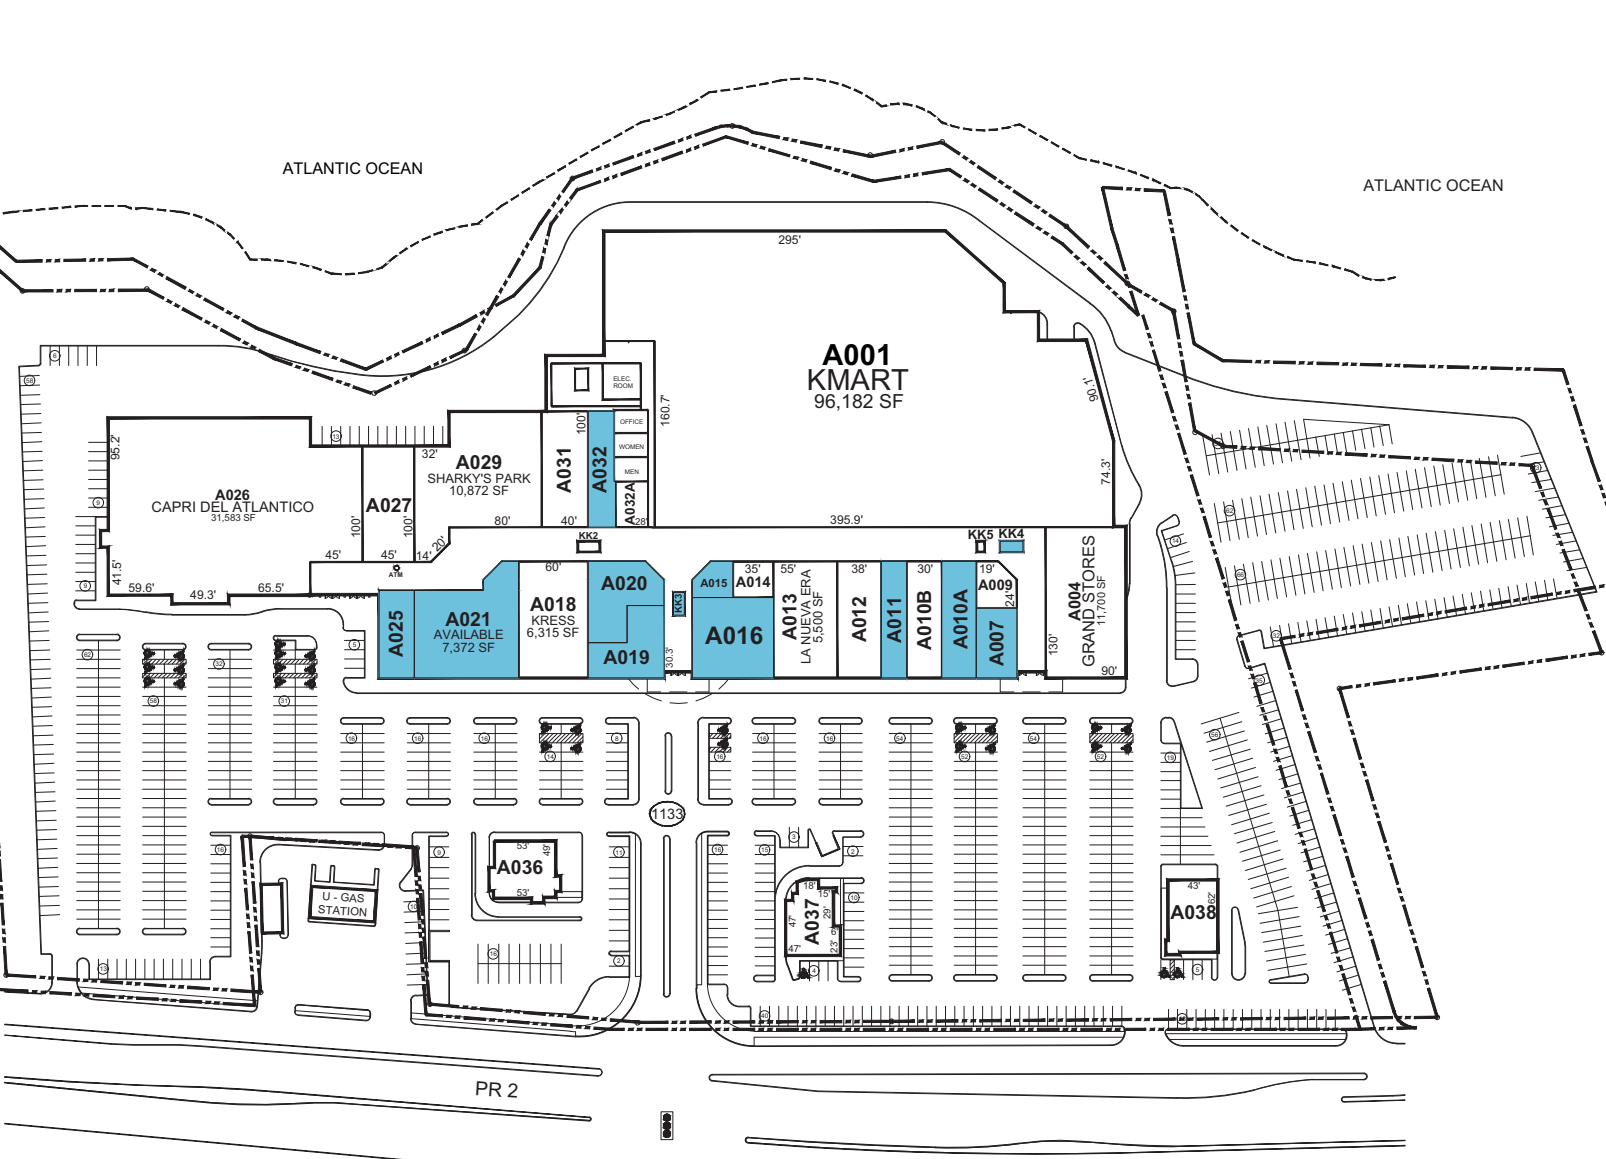 ATLANTIC OCEAN
ATLANTIC OCEAN
295'
A001
KMART
96,182 SF
90.1'
74.3'
160.7'
395.9'
ELEC.
ROOM
OFFICE
WOMEN
MEN
A032A
28'
100'
A032
A031
40'
A029
SHARKY'S PARK
10,872 SF
32'
80'
20'
14'
A027
100'
100'
45'
45'
ATM
95.2'
A026
CAPRI DEL ATLANTICO
31,583 SF
41.5'
59.6'
49.3'
65.5'
KK2
KK5
KK4
KK3
A025
A021
AVAILABLE
7,372 SF
60'
A018
KRESS
6,315 SF
A020
A019
30.3'
A015
35'
A014
A016
55'
A013
LA NUEVA ERA
5,500 SF
38'
A012
A011
30'
A010B
A010A
19'
A009
24'
A007
A004
GRAND STORES
11,700 SF
130'
90'
1133
53'
49'
A036
53'
U - GAS
STATION
18'
15'
29'
47'
A037
9'
23'
47'
43'
62'
A038
PR 2